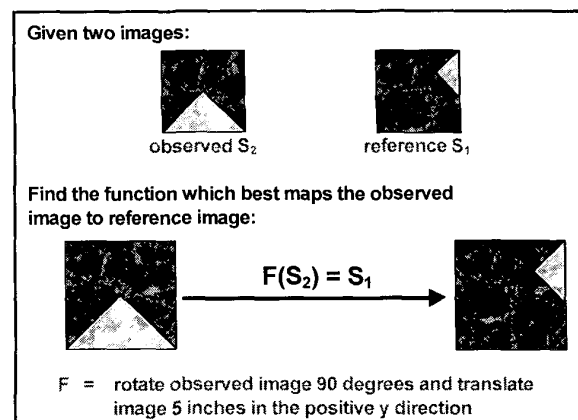 Given two images:
observed S₂
reference S₁
Find the function which best maps the observed
image to reference image:
F(S₂) = S₁
F = rotate observed image 90 degrees and translate
image 5 inches in the positive y direction